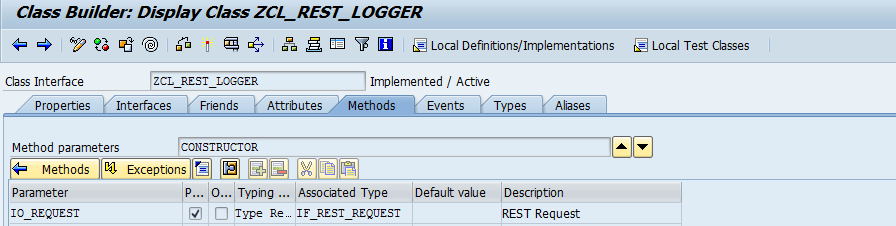 Class Builder: Display Class ZCL_REST_LOGGER
Local Definitions/Implementations Local Test Classes
Class Interface ZCL_REST_LOGGER Implemented / Active
Properties Interfaces Friends Attributes Methods Events Types Aliases
Method parameters CONSTRUCTOR
Methods Exceptions
Parameter P... O... Typing ... Associated Type Default value Description
IO_REQUEST Type Re... IF_REST_REQUEST REST Request